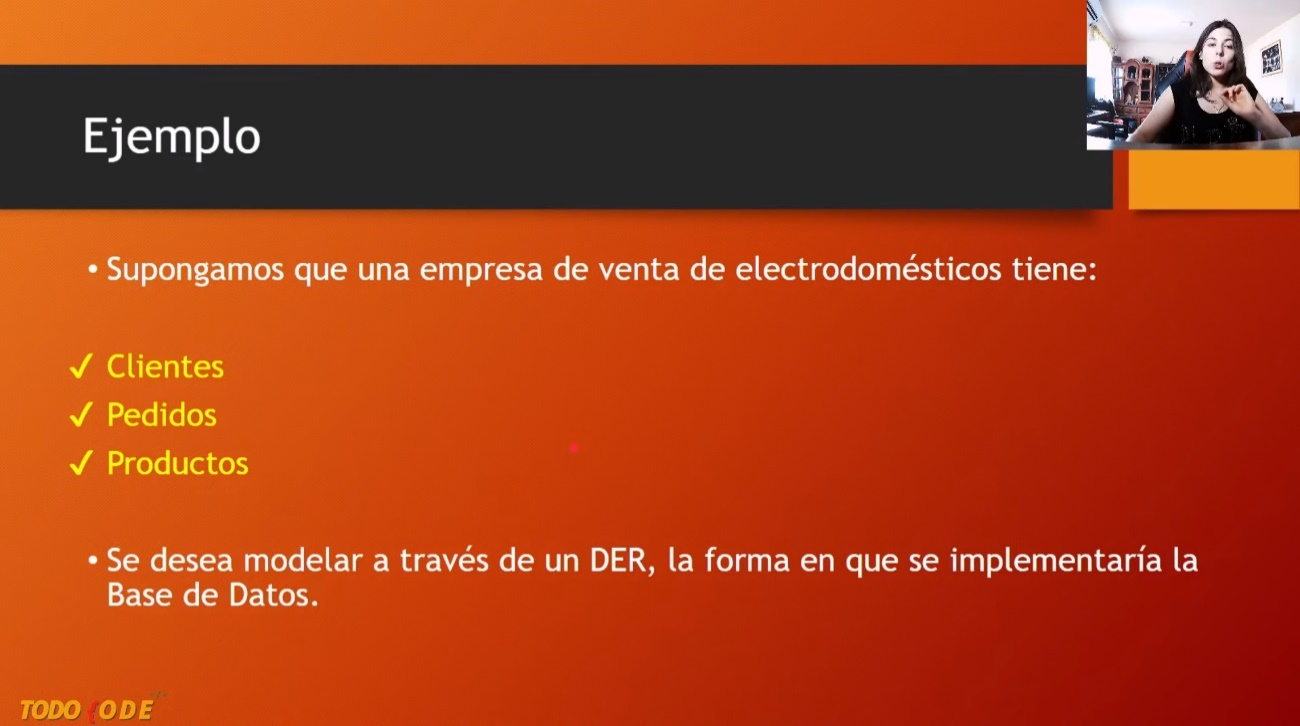 Ejemplo
• Supongamos que una empresa de venta de electrodomésticos tiene:
✓ Clientes
✓ Pedidos
✓ Productos
• Se desea modelar a través de un DER, la forma en que se implementaría la
Base de Datos.
TODO {ODE